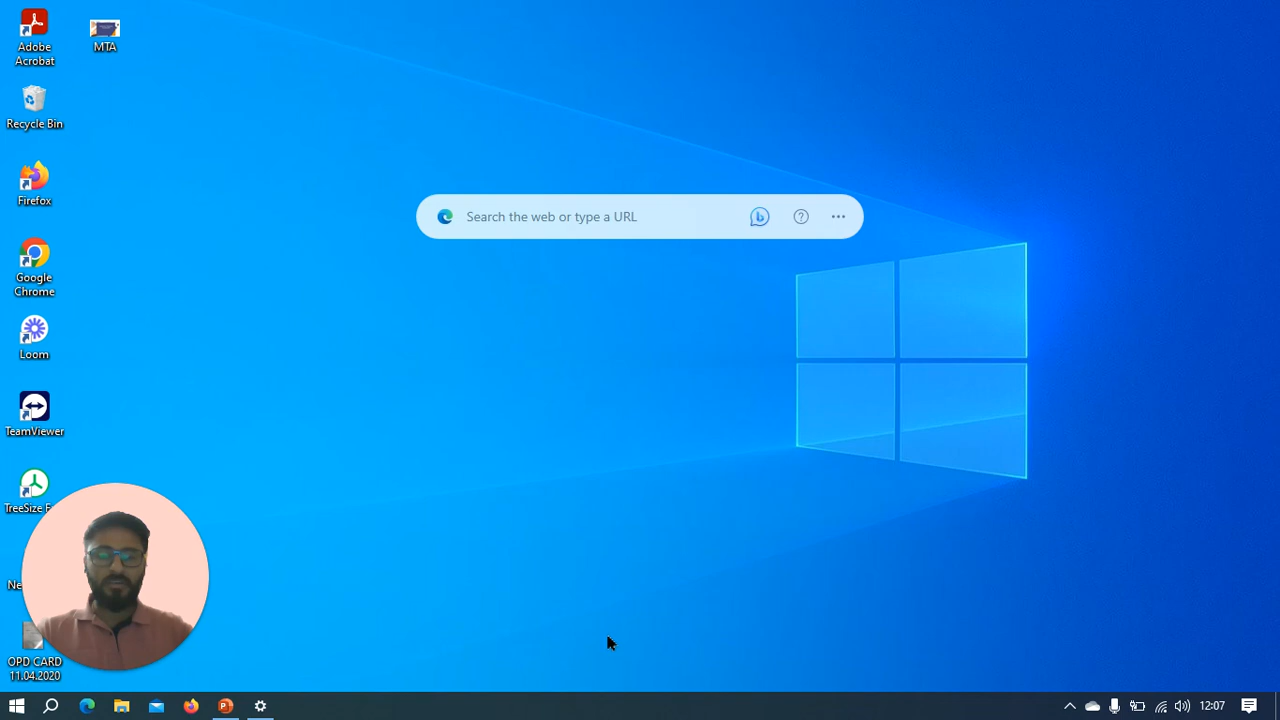 Adobe
Acrobat
MTA
Recycle Bin
Search the web or type a URL
Firefox
Google
Chrome
Loom
TeamViewer
TreeSize
OPD CARD
11.04.2020
12:07